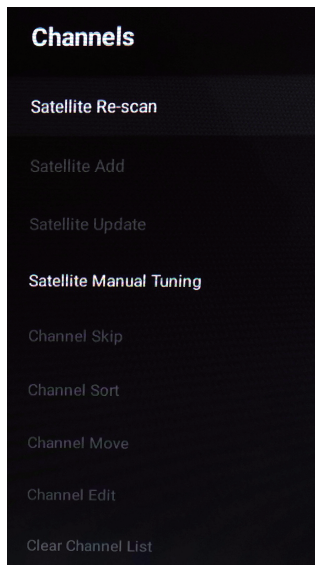 Channels
Satellite Re-scan
Satellite Add
Satellite Update
Satellite Manual Tuning
Channel Skip
Channel Sort
Channel Move
Channel Edit
Clear Channel List